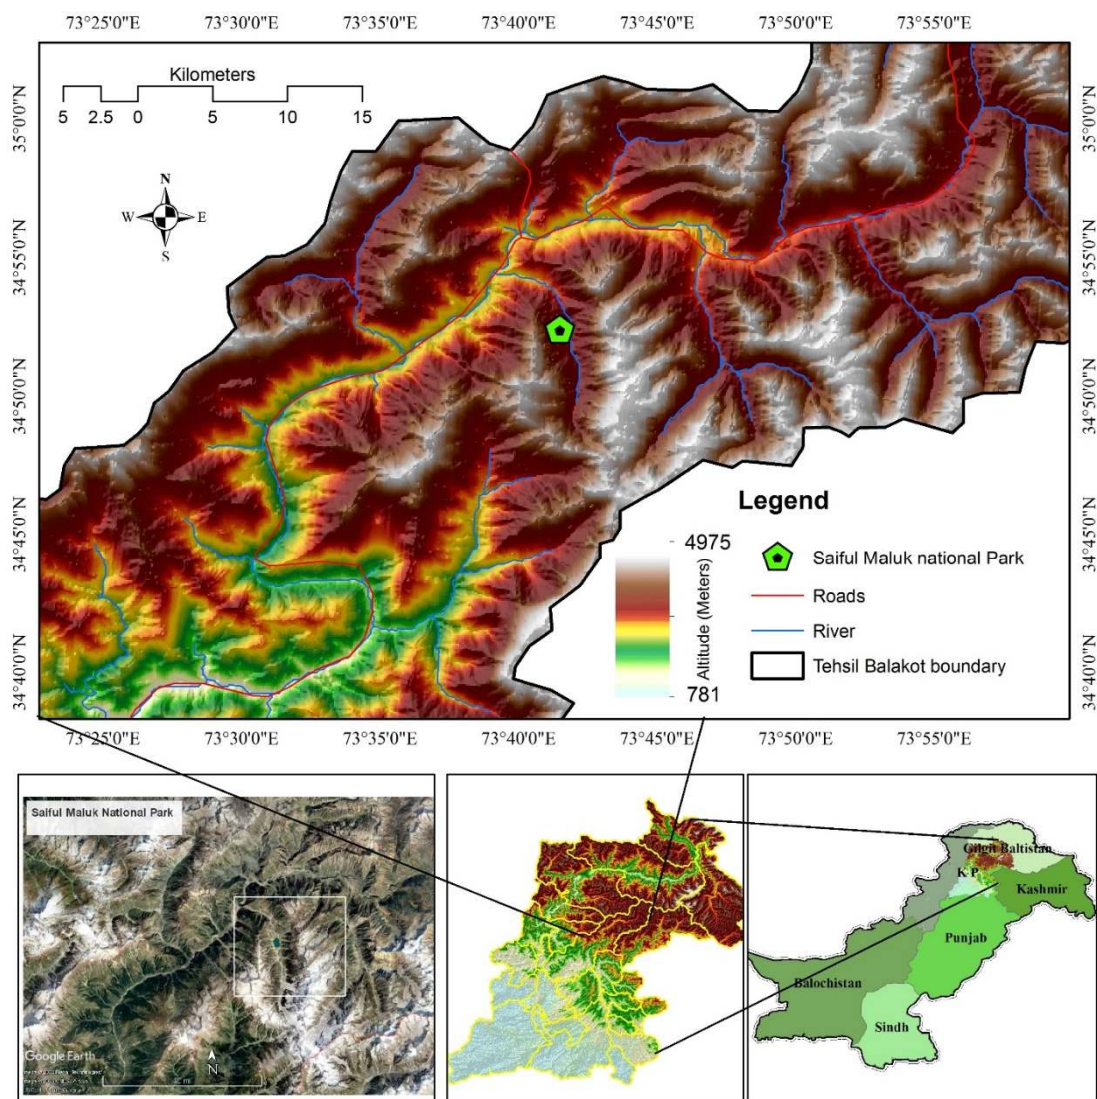 73°25'0"E 73°30'0"E 73°35'0"E 73°40'0"E 73°45'0"E 73°50'0"E 73°55'0"E
Kilometers
5 2.5 0 5 10 15
N
W E
S
35°0'0"N
34°55'0"N
34°50'0"N
34°45'0"N
34°40'0"N
35°0'0"N
34°55'0"N
34°50'0"N
34°45'0"N
34°40'0"N
Legend
4975
Altitude (Meters)
781
Saiful Maluk national Park
Roads
River
Tehsil Balakot boundary
73°25'0"E 73°30'0"E 73°35'0"E 73°40'0"E 73°45'0"E 73°50'0"E 73°55'0"E
Saiful Maluk National Park
Google Earth
N
Gilgit Baltistan
K P
Kashmir
Punjab
Balochistan
Sindh